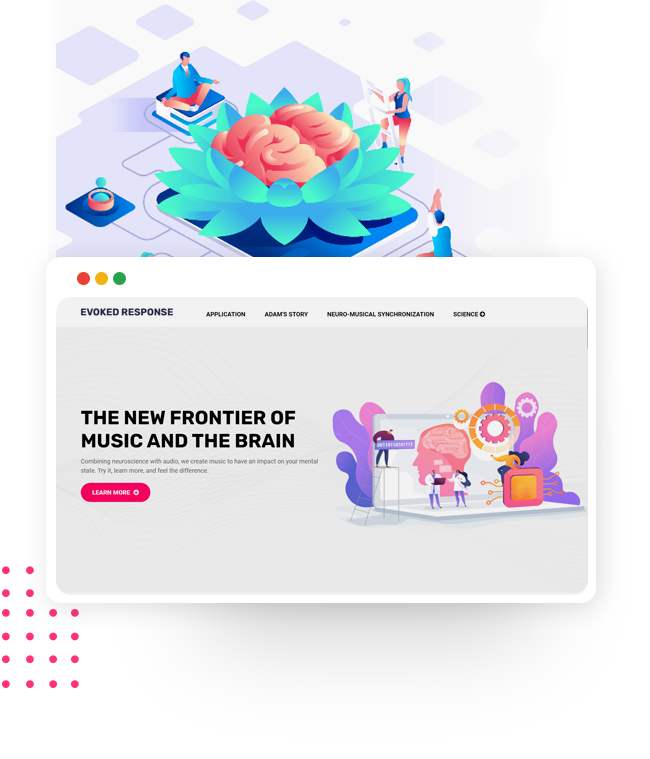 EVOKED RESPONSE
APPLICATION ADAM'S STORY NEURO-MUSICAL SYNCHRONIZATION SCIENCE
THE NEW FRONTIER OF
MUSIC AND THE BRAIN
Combining neuroscience with audio, we create music to have an impact on your mental
state. Try it, learn more, and feel the difference.
LEARN MORE